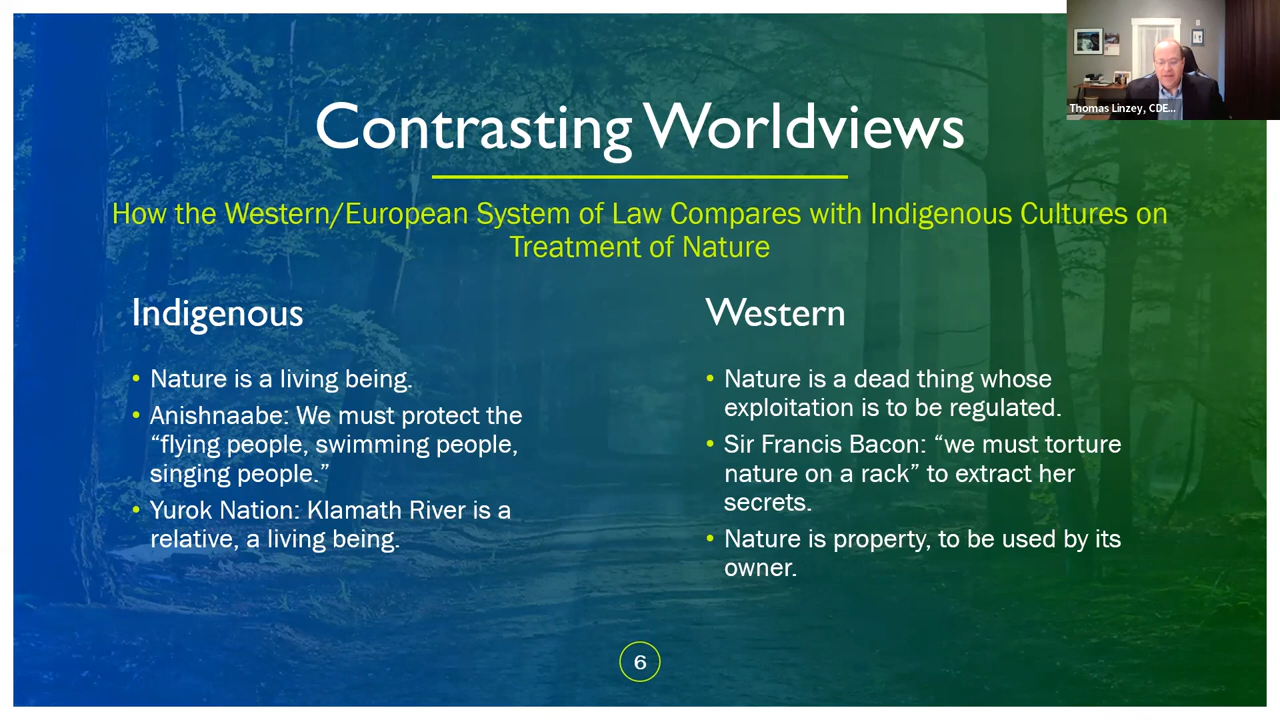 Thomas Linzey, CDE...
Contrasting Worldviews
How the Western/European System of Law Compares with Indigenous Cultures on
Treatment of Nature
Indigenous
• Nature is a living being.
• Anishnaabe: We must protect the
“flying people, swimming people,
singing people.”
• Yurok Nation: Klamath River is a
relative, a living being.
Western
• Nature is a dead thing whose
exploitation is to be regulated.
• Sir Francis Bacon: “we must torture
nature on a rack” to extract her
secrets.
• Nature is property, to be used by its
owner.
6